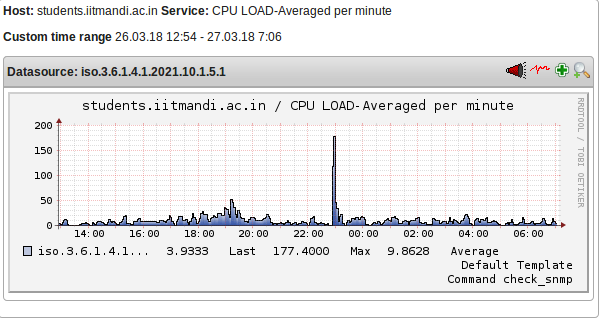 Host: students.iitmandi.ac.in Service: CPU LOAD-Averaged per minute
Custom time range 26.03.18 12:54 - 27.03.18 7:06
Datasource: iso.3.6.1.4.1.2021.10.1.5.1
students.iitmandi.ac.in / CPU LOAD-Averaged per minute
RRDTOOL / TOBI OETIKER
200
150
100
50
0
14:00 16:00 18:00 20:00 22:00 00:00 02:00 04:00 06:00
iso.3.6.1.4.1... 3.9333 Last 177.4000 Max 9.8628 Average
Default Template
Command check_snmp